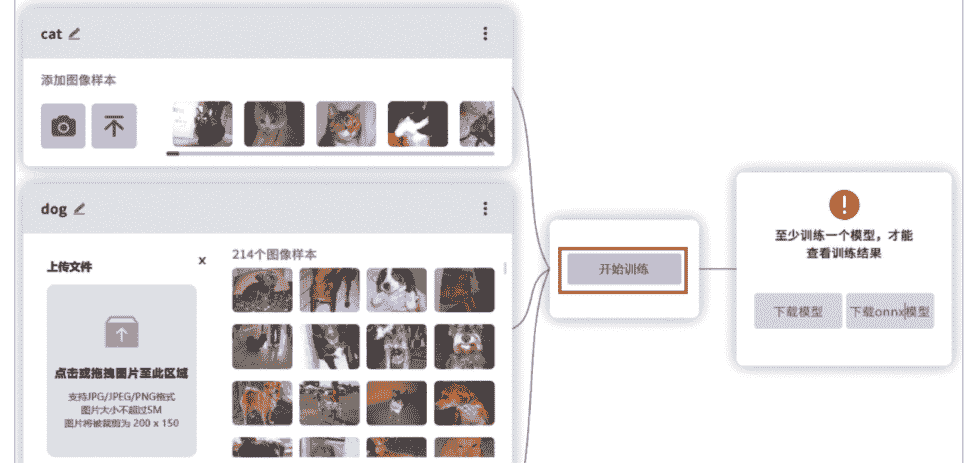 cat
添加图像样本
dog
上传文件
x
214个图像样本
点击或拖拽图片至此区域
支持JPG/JPEG/PNG格式
图片大小不超过5M
图片将被裁剪为 200 x 150
开始训练
至少训练一个模型，才能
查看训练结果
下载模型
下载onnx模型